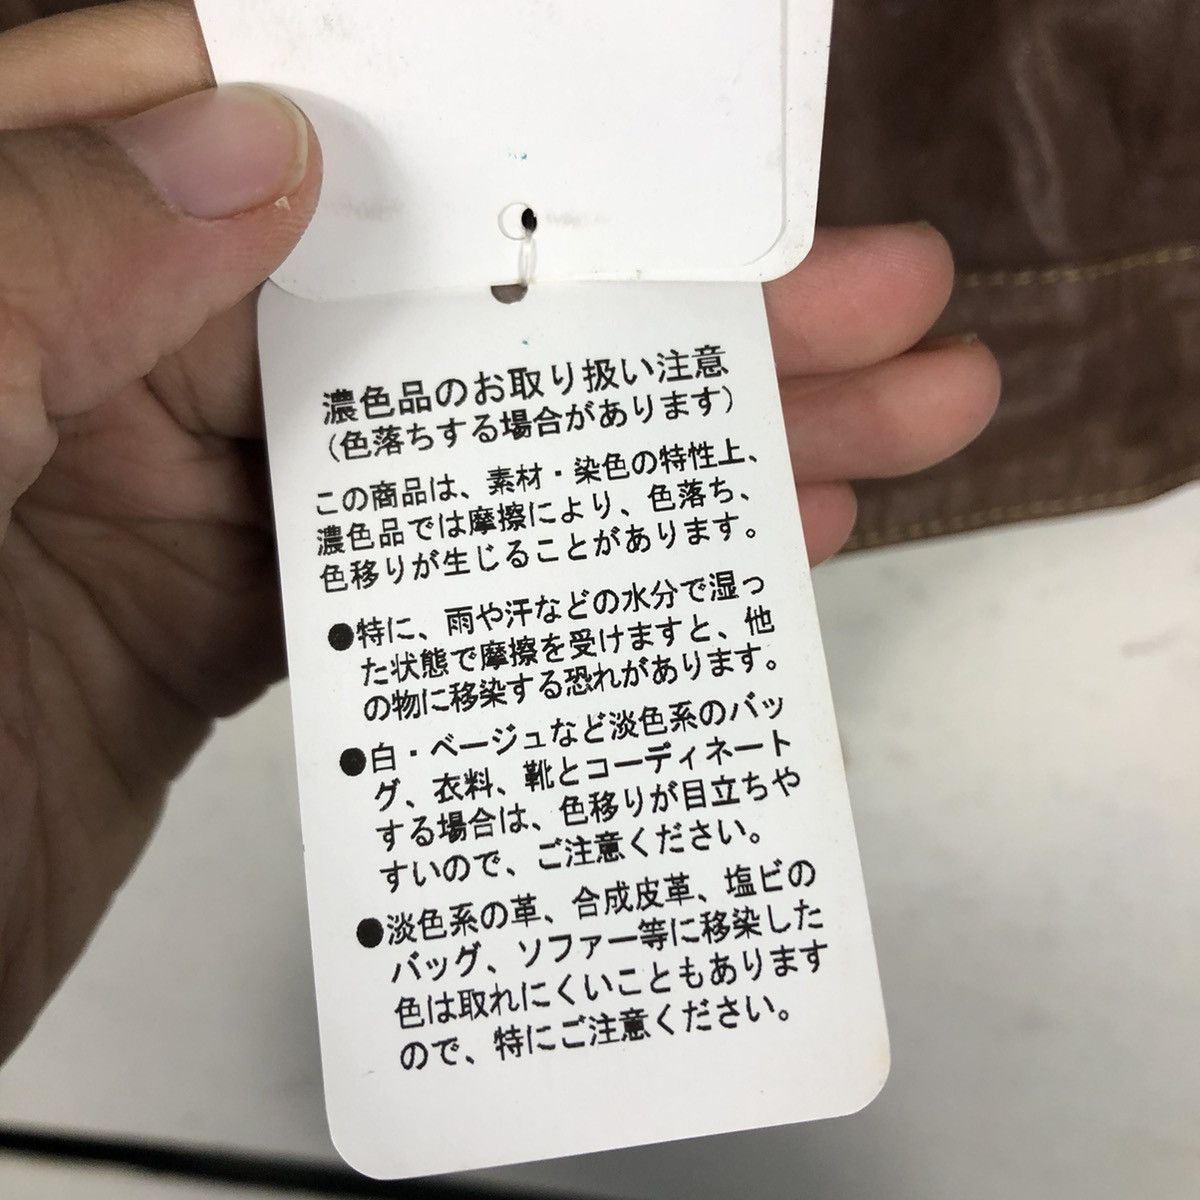 濃色品のお取り扱い注意
（色落ちする場合があります）
この商品は、素材・染色の特性上、
濃色品では摩擦により、色落ち、
色移りが生じることがあります。
●特に、雨や汗などの水分で湿っ
た状態で摩擦を受けますと、他
の物に移染する恐れがあります。
●白・ベージュなど淡色系のバッ
グ、衣料、靴とコーディネート
する場合は、色移りが目立ちや
すいので、ご注意ください。
●淡色系の革、合成皮革、塩ビの
バッグ、ソファー等に移染した
色は取れにくいこともあります
ので、特にご注意ください。